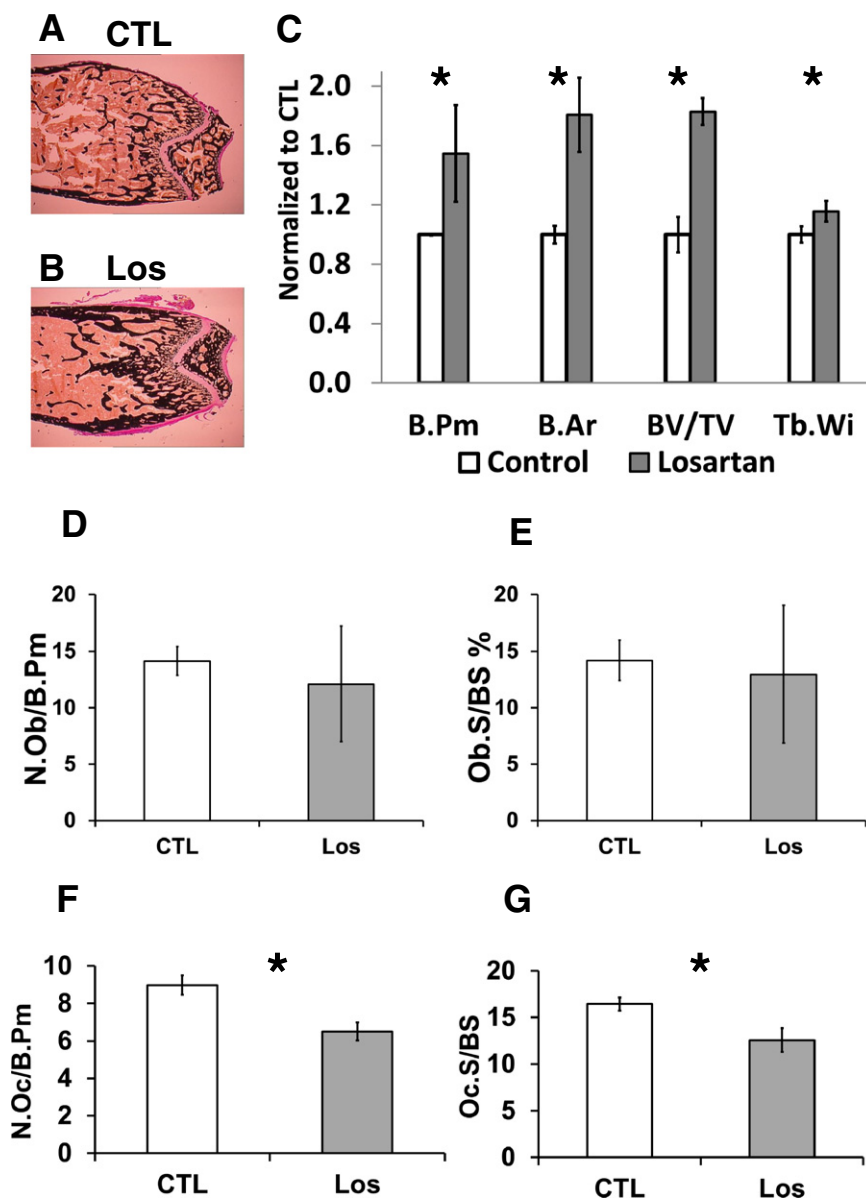 A CTL
B Los
C
* * * *
Normalized to CTL
2.0
1.6
1.2
0.8
0.4
0.0
B.Pm B.Ar BV/TV Tb.Wi
Control Losartan
D
N.Ob/B.Pm
20
15
10
5
0
CTL Los
E
Ob.S/BS %
20
15
10
5
0
CTL Los
F
*
N.Oc/B.Pm
10
8
6
4
2
0
CTL Los
G
*
Oc.S/BS
20
15
10
5
0
CTL Los